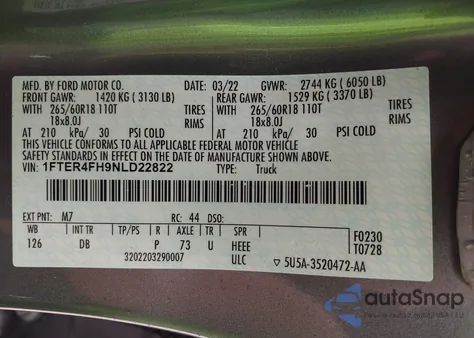 MFD. BY FORD MOTOR CO. 03/22 GVWR: 2744 KG ( 6050 LB)
FRONT GAWR: 1420 KG ( 3130 LB) REAR GAWR: 1529 KG ( 3370 LB)
WITH 265/60R18 110T TIRES WITH 265/60R18 110T TIRES
18x8.0J RIMS 18x8.0J RIMS
AT 210 kPa/ 30 PSI COLD AT 210 kPa/ 30 PSI COLD
THIS VEHICLE CONFORMS TO ALL APPLICABLE FEDERAL MOTOR VEHICLE
SAFETY STANDARDS IN EFFECT ON THE DATE OF MANUFACTURE SHOWN ABOVE.
VIN: 1FTER4FH9NLD22822 TYPE: Truck
EXT PNT: M7 RC: 44 DSO:
WB INT TR TP/PS R AXLE TR SPR F0230
126 DB P 73 U HEEE T0728
3202203290007 ULC ▽ 5U5A-3520472-AA
autoSnap